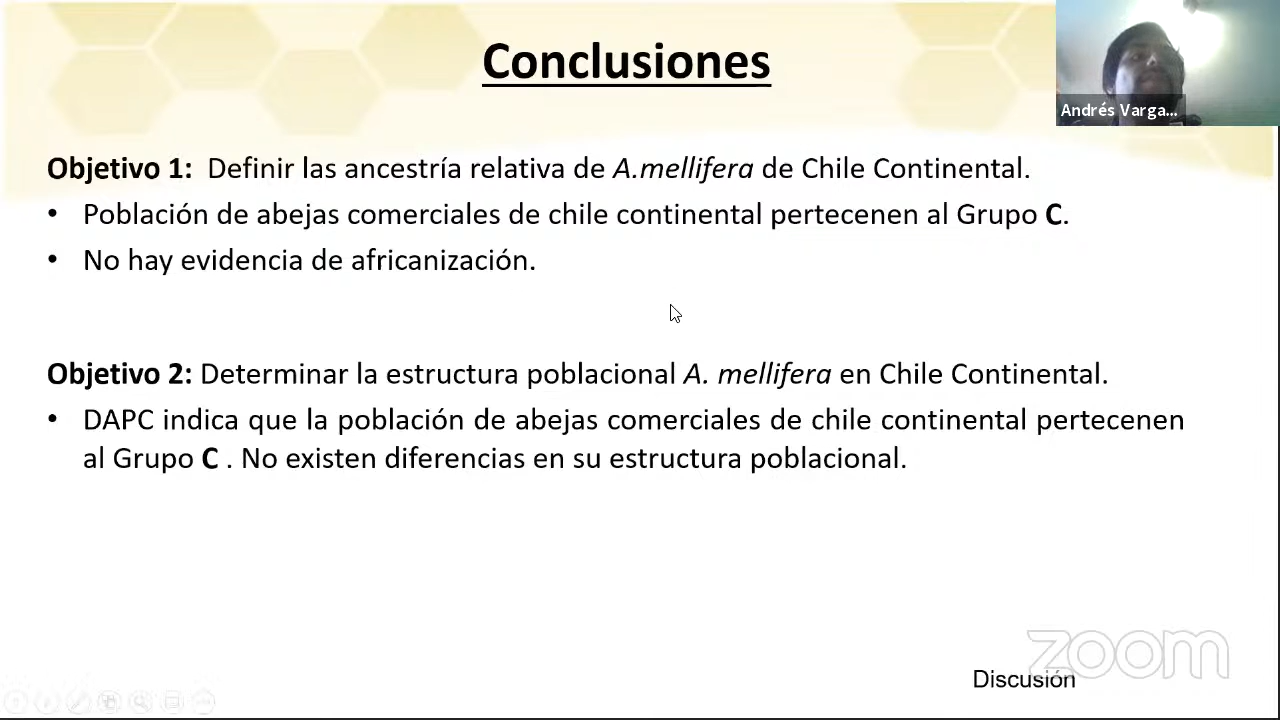 Conclusiones
Andrés Varga...
Objetivo 1: Definir las ancestría relativa de A.mellifera de Chile Continental.
• Población de abejas comerciales de chile continental pertecenen al Grupo C.
• No hay evidencia de africanización.
Objetivo 2: Determinar la estructura poblacional A. mellifera en Chile Continental.
• DAPC indica que la población de abejas comerciales de chile continental pertecenen
al Grupo C . No existen diferencias en su estructura poblacional.
zoom
Discusión